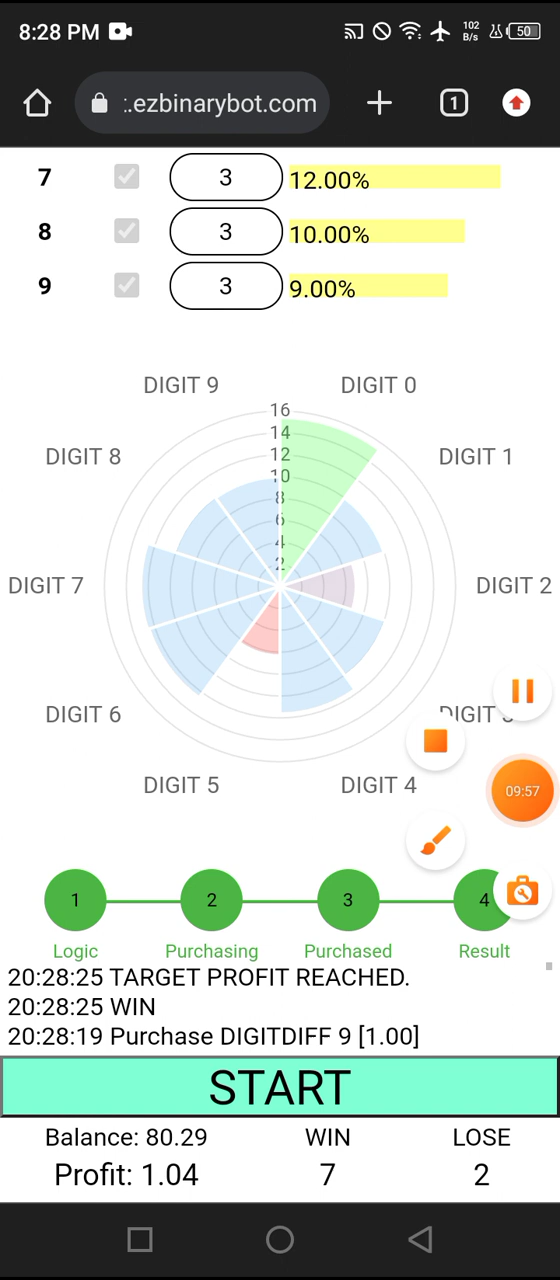 8:28 PM 102 B/s 50
:.ezbinarybot.com 1
7 3 12.00%
8 3 10.00%
9 3 9.00%
DIGIT 9 DIGIT 0
16
DIGIT 8 14 DIGIT 1
12
10
8
6
4
2
DIGIT 7 DIGIT 2
DIGIT 6 DIGIT
DIGIT 5 DIGIT 4
09:57
1 2 3 4
Logic Purchasing Purchased Result
20:28:25 TARGET PROFIT REACHED.
20:28:25 WIN
20:28:19 Purchase DIGITDIFF 9 [1.00]
START
Balance: 80.29 WIN LOSE
Profit: 1.04 7 2